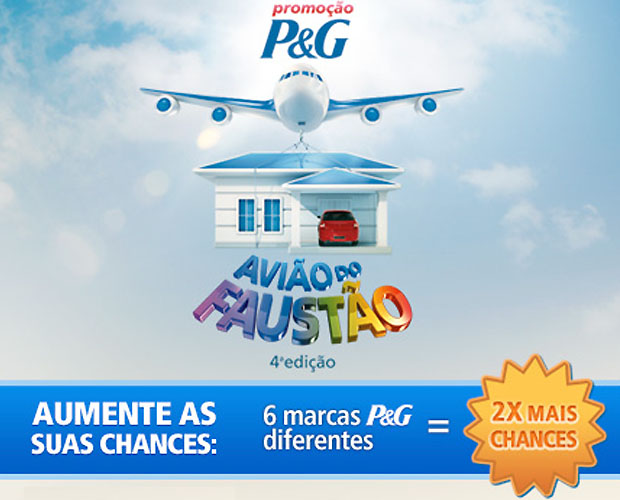 promoção
P&G
AVIÃO DO
FAUSTÃO
4ªedição
AUMENTE AS
SUAS CHANCES:
6 marcas P&G
diferentes
=
2X MAIS
CHANCES